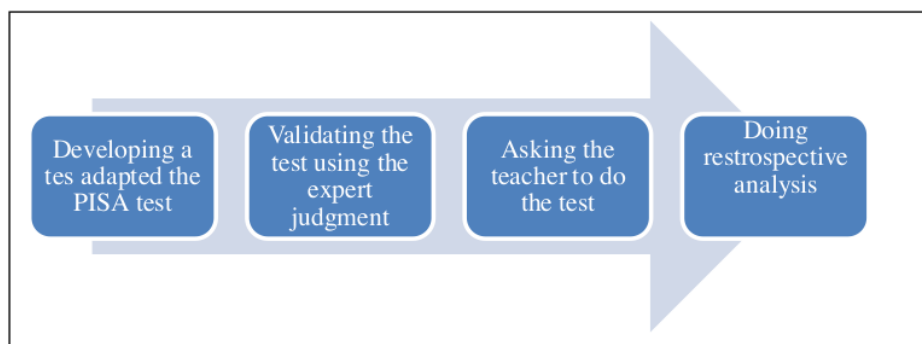 Developing a
tes adapted the
PISA test
Validating the
test using the
expert
judgment
Asking the
teacher to do
the test
Doing
restrospective
analysis